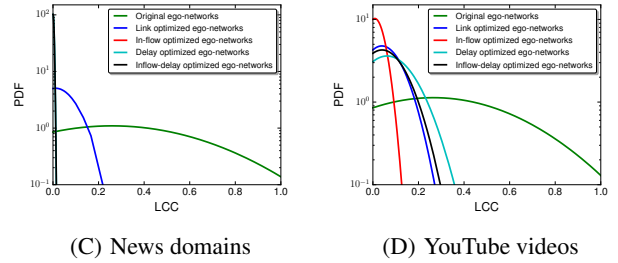 Original ego-networks
Link optimized ego-networks
In-flow optimized ego-networks
Delay optimized ego-networks
Inflow-delay optimized ego-networks
10²
10¹
10⁰
10⁻¹
PDF
0.0 0.2 0.4 0.6 0.8 1.0
LCC
(C) News domains
Original ego-networks
Link optimized ego-networks
In-flow optimized ego-networks
Delay optimized ego-networks
Inflow-delay optimized ego-networks
10¹
10⁰
10⁻¹
PDF
0.0 0.2 0.4 0.6 0.8 1.0
LCC
(D) YouTube videos